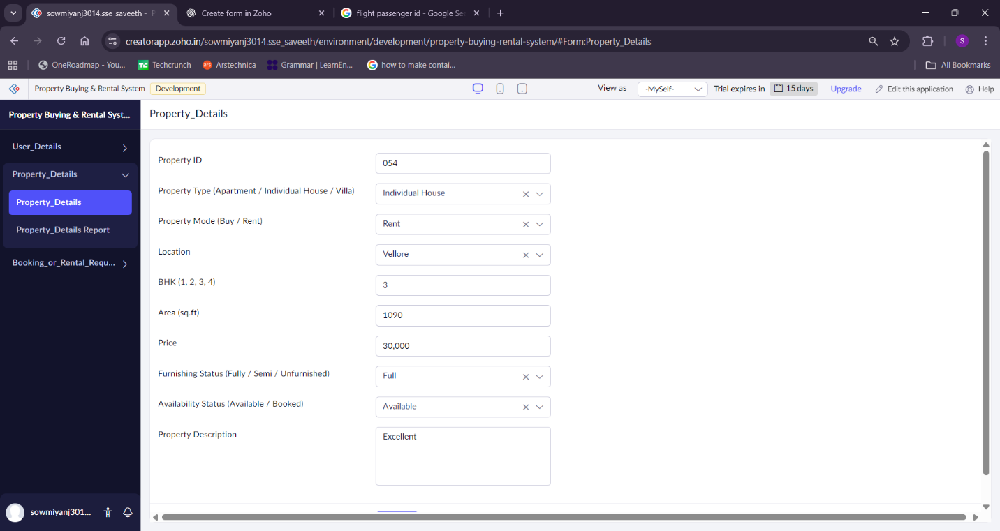 sowmiyanj3014.sse_saveeth -
Create form in Zoho
flight passenger id - Google Se
creatorapp.zoho.in/sowmiyanj3014.sse_saveeth/environment/development/property-buying-rental-system/#Form:Property_Details
S
OneRoadmap - You...
TC Techcrunch
ars Arstechnica
Grammar | LearnEn...
how to make contai...
All Bookmarks
Property Buying & Rental System Development
View as -MySelf- Trial expires in 15 days Upgrade Edit this application Help
Property Buying & Rental Syst...
User_Details
Property_Details
Property_Details
Property_Details Report
Booking_or_Rental_Requ...
sowmiyanj301...
Property_Details
Property ID 054
Property Type (Apartment / Individual House / Villa) Individual House
Property Mode (Buy / Rent) Rent
Location Vellore
BHK (1, 2, 3, 4) 3
Area (sq.ft) 1090
Price 30,000
Furnishing Status (Fully / Semi / Unfurnished) Full
Availability Status (Available / Booked) Available
Property Description Excellent